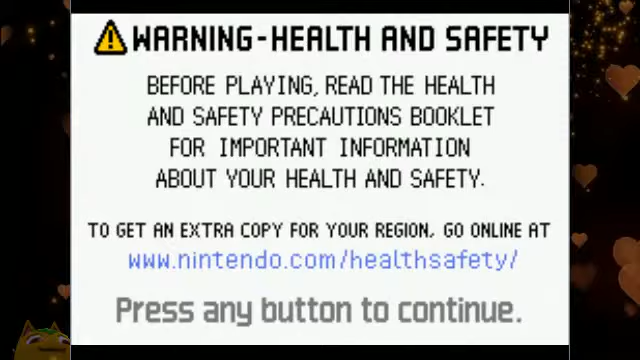 WARNING-HEALTH AND SAFETY
BEFORE PLAYING, READ THE HEALTH
AND SAFETY PRECAUTIONS BOOKLET
FOR IMPORTANT INFORMATION
ABOUT YOUR HEALTH AND SAFETY.
TO GET AN EXTRA COPY FOR YOUR REGION, GO ONLINE AT
www.nintendo.com/healthsafety/
Press any button to continue.